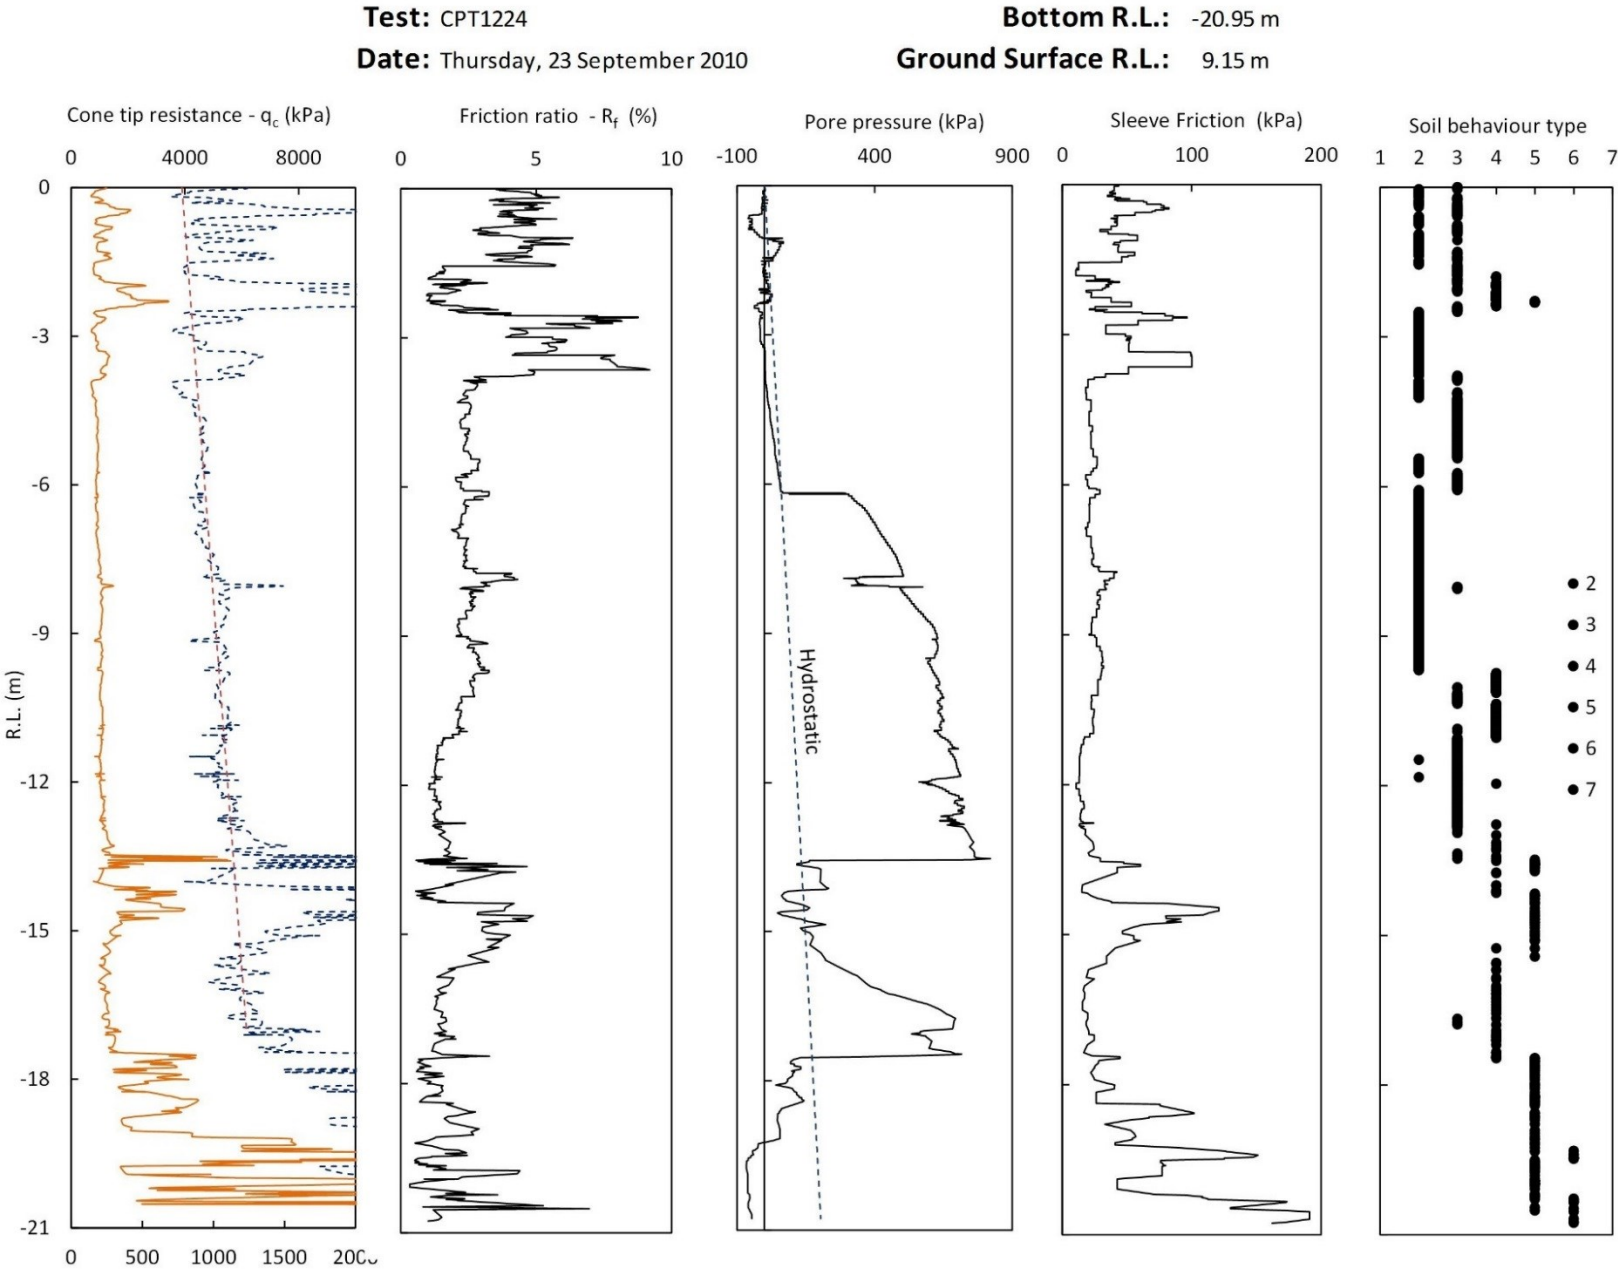 Test: CPT1224 Bottom R.L.: -20.95 m
Date: Thursday, 23 September 2010 Ground Surface R.L.: 9.15 m
Cone tip resistance - qc (kPa) Friction ratio - Rf (%) Pore pressure (kPa) Sleeve Friction (kPa) Soil behaviour type
0 4000 8000 0 5 10 -100 400 900 0 100 200 1 2 3 4 5 6 7
0
-3
-6
2
3
-9
Hydrostatic
4
R.L. (m)
5
6
-12
7
-15
-18
-21
0 500 1000 1500